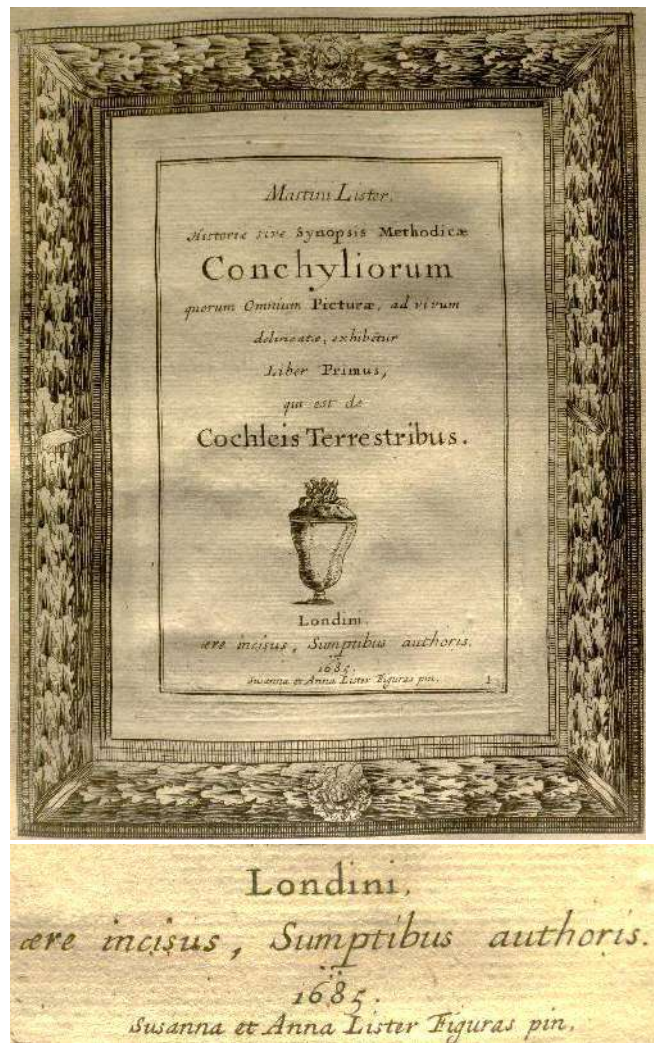 Martini Lister.
Historiæ sive Synopsis Methodicæ
Conchyliorum
quorum Omnium Picturæ, ad vivum
delineatæ, exhibetur
Liber Primus,
qui est de
Cochleis Terrestribus.
Londini.
ære incisus, Sumptibus authoris.
1685.
Susanna et Anna Lister Figuras pin.
1
Londini.
ære incisus, Sumptibus authoris.
1685.
Susanna et Anna Lister Figuras pin.